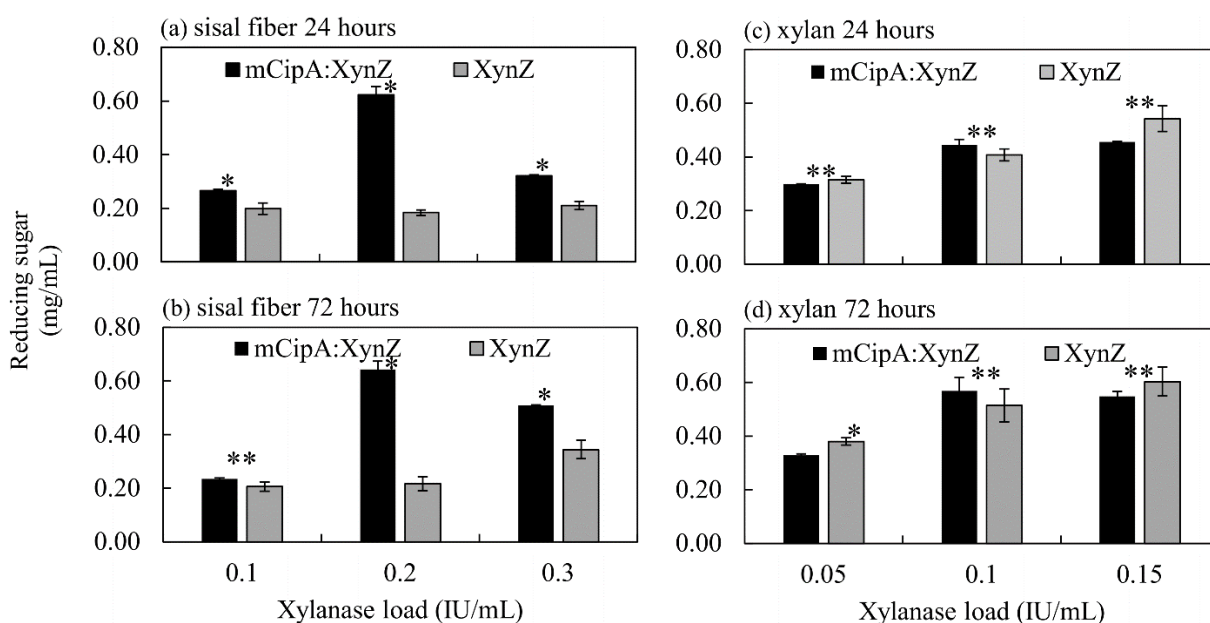 (a) sisal fiber 24 hours
0.80
mCipA:XynZ XynZ
0.60
*
0.40
*
*
0.20
0.00
(b) sisal fiber 72 hours
0.80
mCipA:XynZ XynZ
0.60
*
*
0.40
**
0.20
0.00
0.1 0.2 0.3
Xylanase load (IU/mL)
Reducing sugar
(mg/mL)
(c) xylan 24 hours
0.80
mCipA:XynZ XynZ
0.60
** ** **
0.40
0.20
0.00
(d) xylan 72 hours
0.80
mCipA:XynZ XynZ
0.60
* ** **
0.40
0.20
0.00
0.05 0.1 0.15
Xylanase load (IU/mL)